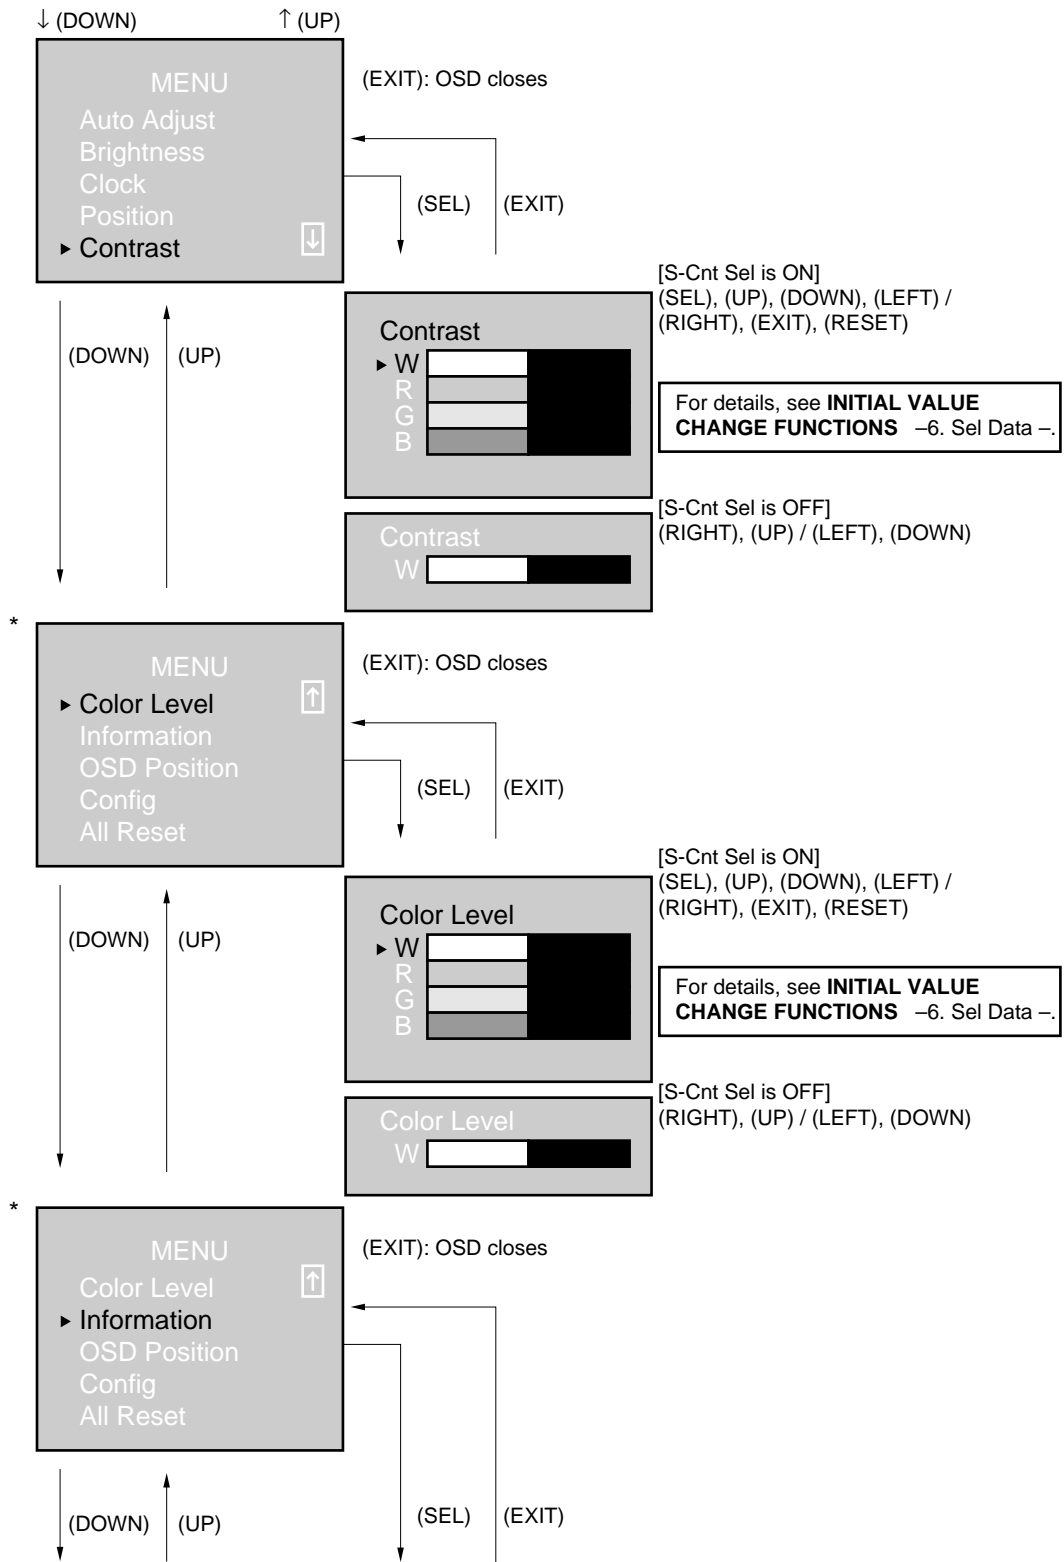 ↓ (DOWN) ↑ (UP)
MENU
Auto Adjust
Brightness
Clock
Position
▸ Contrast ↓
(EXIT): OSD closes
(SEL) (EXIT)
(DOWN) (UP)
Contrast
▸ W
R
G
B
[S-Cnt Sel is ON]
(SEL), (UP), (DOWN), (LEFT) /
(RIGHT), (EXIT), (RESET)
For details, see INITIAL VALUE
CHANGE FUNCTIONS –6. Sel Data –.
Contrast
W
[S-Cnt Sel is OFF]
(RIGHT), (UP) / (LEFT), (DOWN)
*
MENU
▸ Color Level ↑
Information
OSD Position
Config
All Reset
(EXIT): OSD closes
(SEL) (EXIT)
(DOWN) (UP)
Color Level
▸ W
R
G
B
[S-Cnt Sel is ON]
(SEL), (UP), (DOWN), (LEFT) /
(RIGHT), (EXIT), (RESET)
For details, see INITIAL VALUE
CHANGE FUNCTIONS –6. Sel Data –.
Color Level
W
[S-Cnt Sel is OFF]
(RIGHT), (UP) / (LEFT), (DOWN)
*
MENU
Color Level ↑
▸ Information
OSD Position
Config
All Reset
(EXIT): OSD closes
(DOWN) (UP)
(SEL) (EXIT)